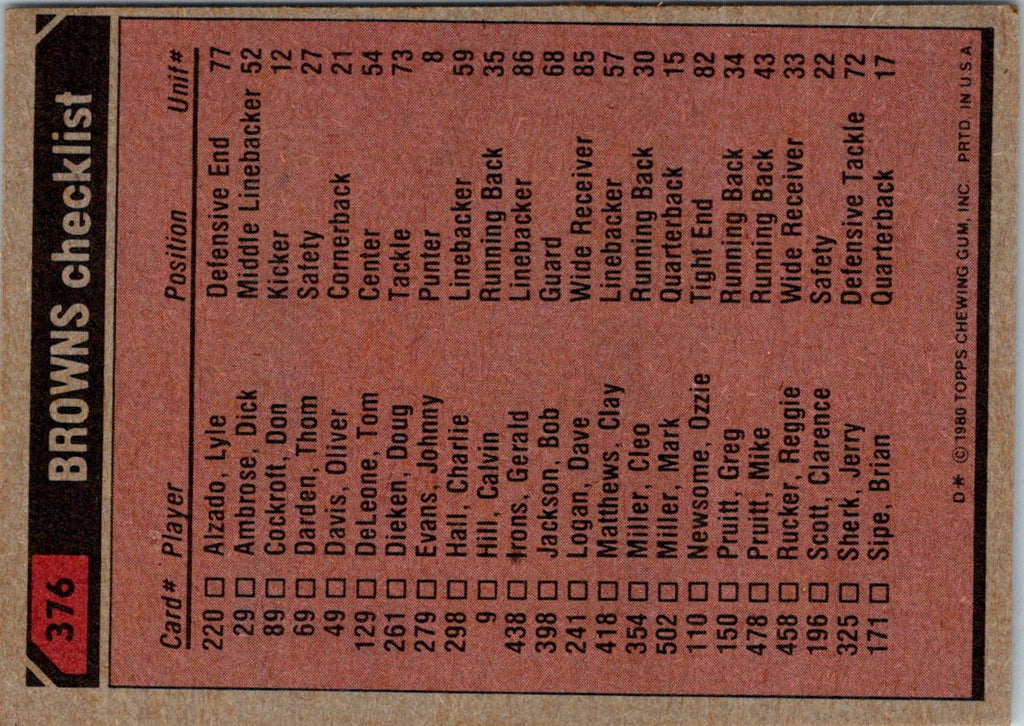 376 BROWNS checklist
Card# Player Position Unif#
220 Alzado, Lyle Defensive End 77
29 Ambrose, Dick Middle Linebacker 52
89 Cockroft, Don Kicker 12
69 Darden, Thom Safety 27
49 Davis, Oliver Cornerback 21
129 DeLeone, Tom Center 54
261 Dieken, Doug Tackle 73
279 Evans, Johnny Punter 8
298 Hall, Charlie Linebacker 59
9 Hill, Calvin Running Back 35
438 Irons, Gerald Linebacker 86
398 Jackson, Bob Guard 68
241 Logan, Dave Wide Receiver 85
418 Matthews, Clay Linebacker 57
354 Miller, Cleo Running Back 30
502 Miller, Mark Quarterback 15
110 Newsome, Ozzie Tight End 82
150 Pruitt, Greg Running Back 34
478 Pruitt, Mike Running Back 43
458 Rucker, Reggie Wide Receiver 33
196 Scott, Clarence Safety 22
325 Sherk, Jerry Defensive Tackle 72
171 Sipe, Brian Quarterback 17
D* © 1980 TOPPS CHEWING GUM, INC. PRTD. IN U.S.A.